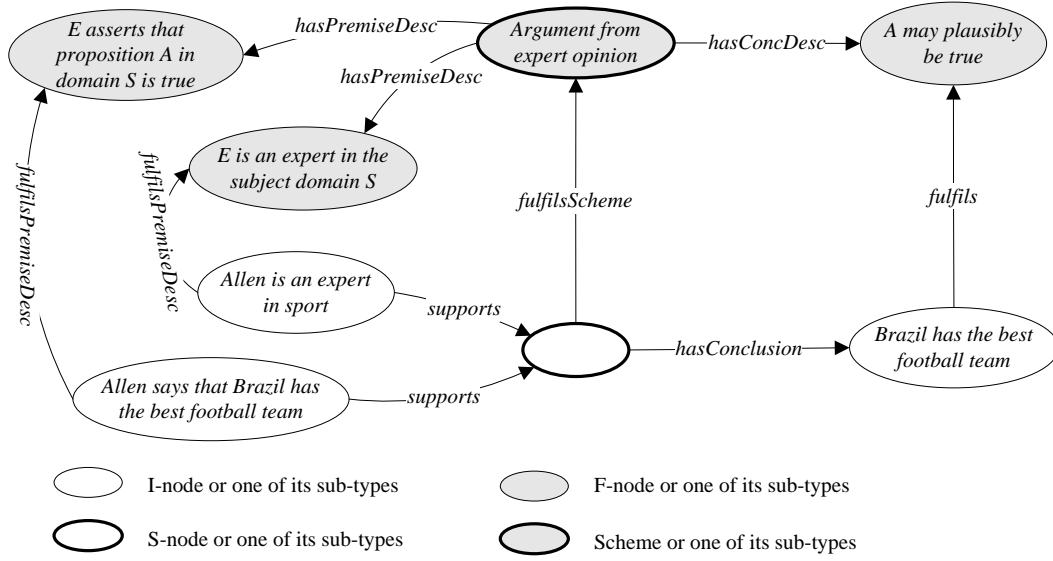 E asserts that
proposition A in
domain S is true
hasPremiseDesc
Argument from
expert opinion
hasConcDesc
A may plausibly
be true
hasPremiseDesc
E is an expert in the
subject domain S
fulfilsPremiseDesc
fulfilsPremiseDesc
fulfilsScheme
fulfils
Allen is an expert
in sport
supports
hasConclusion
Brazil has the best
football team
Allen says that Brazil has
the best football team
supports
I-node or one of its sub-types
F-node or one of its sub-types
S-node or one of its sub-types
Scheme or one of its sub-types